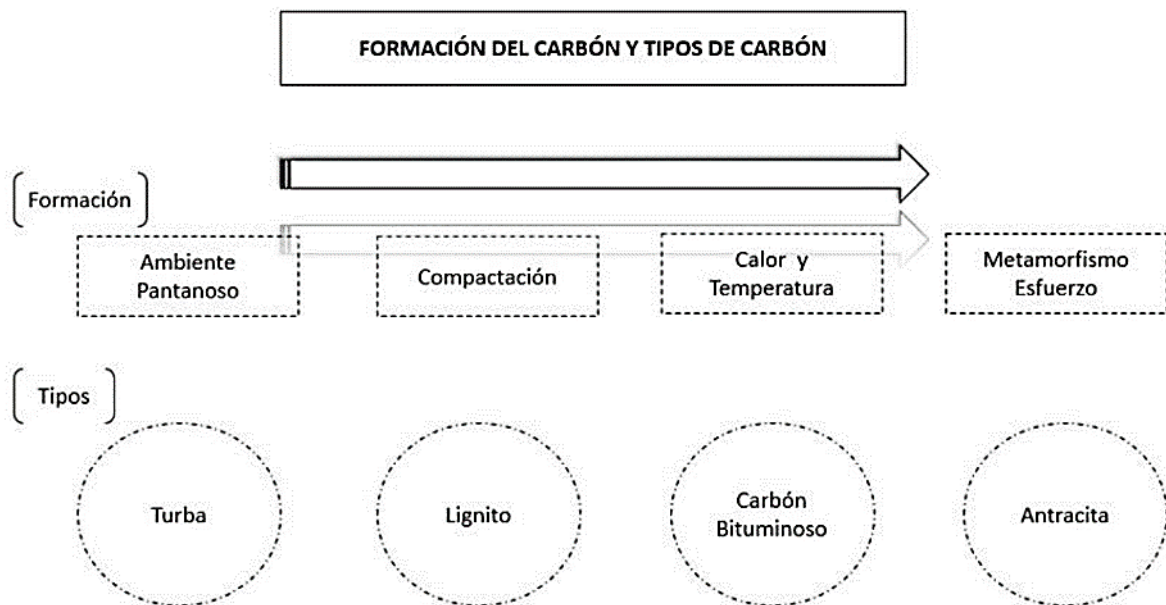 FORMACIÓN DEL CARBÓN Y TIPOS DE CARBÓN
Formación
Ambiente
Pantanoso
Compactación
Calor y
Temperatura
Metamorfismo
Esfuerzo
Tipos
Turba
Lignito
Carbón
Bituminoso
Antracita